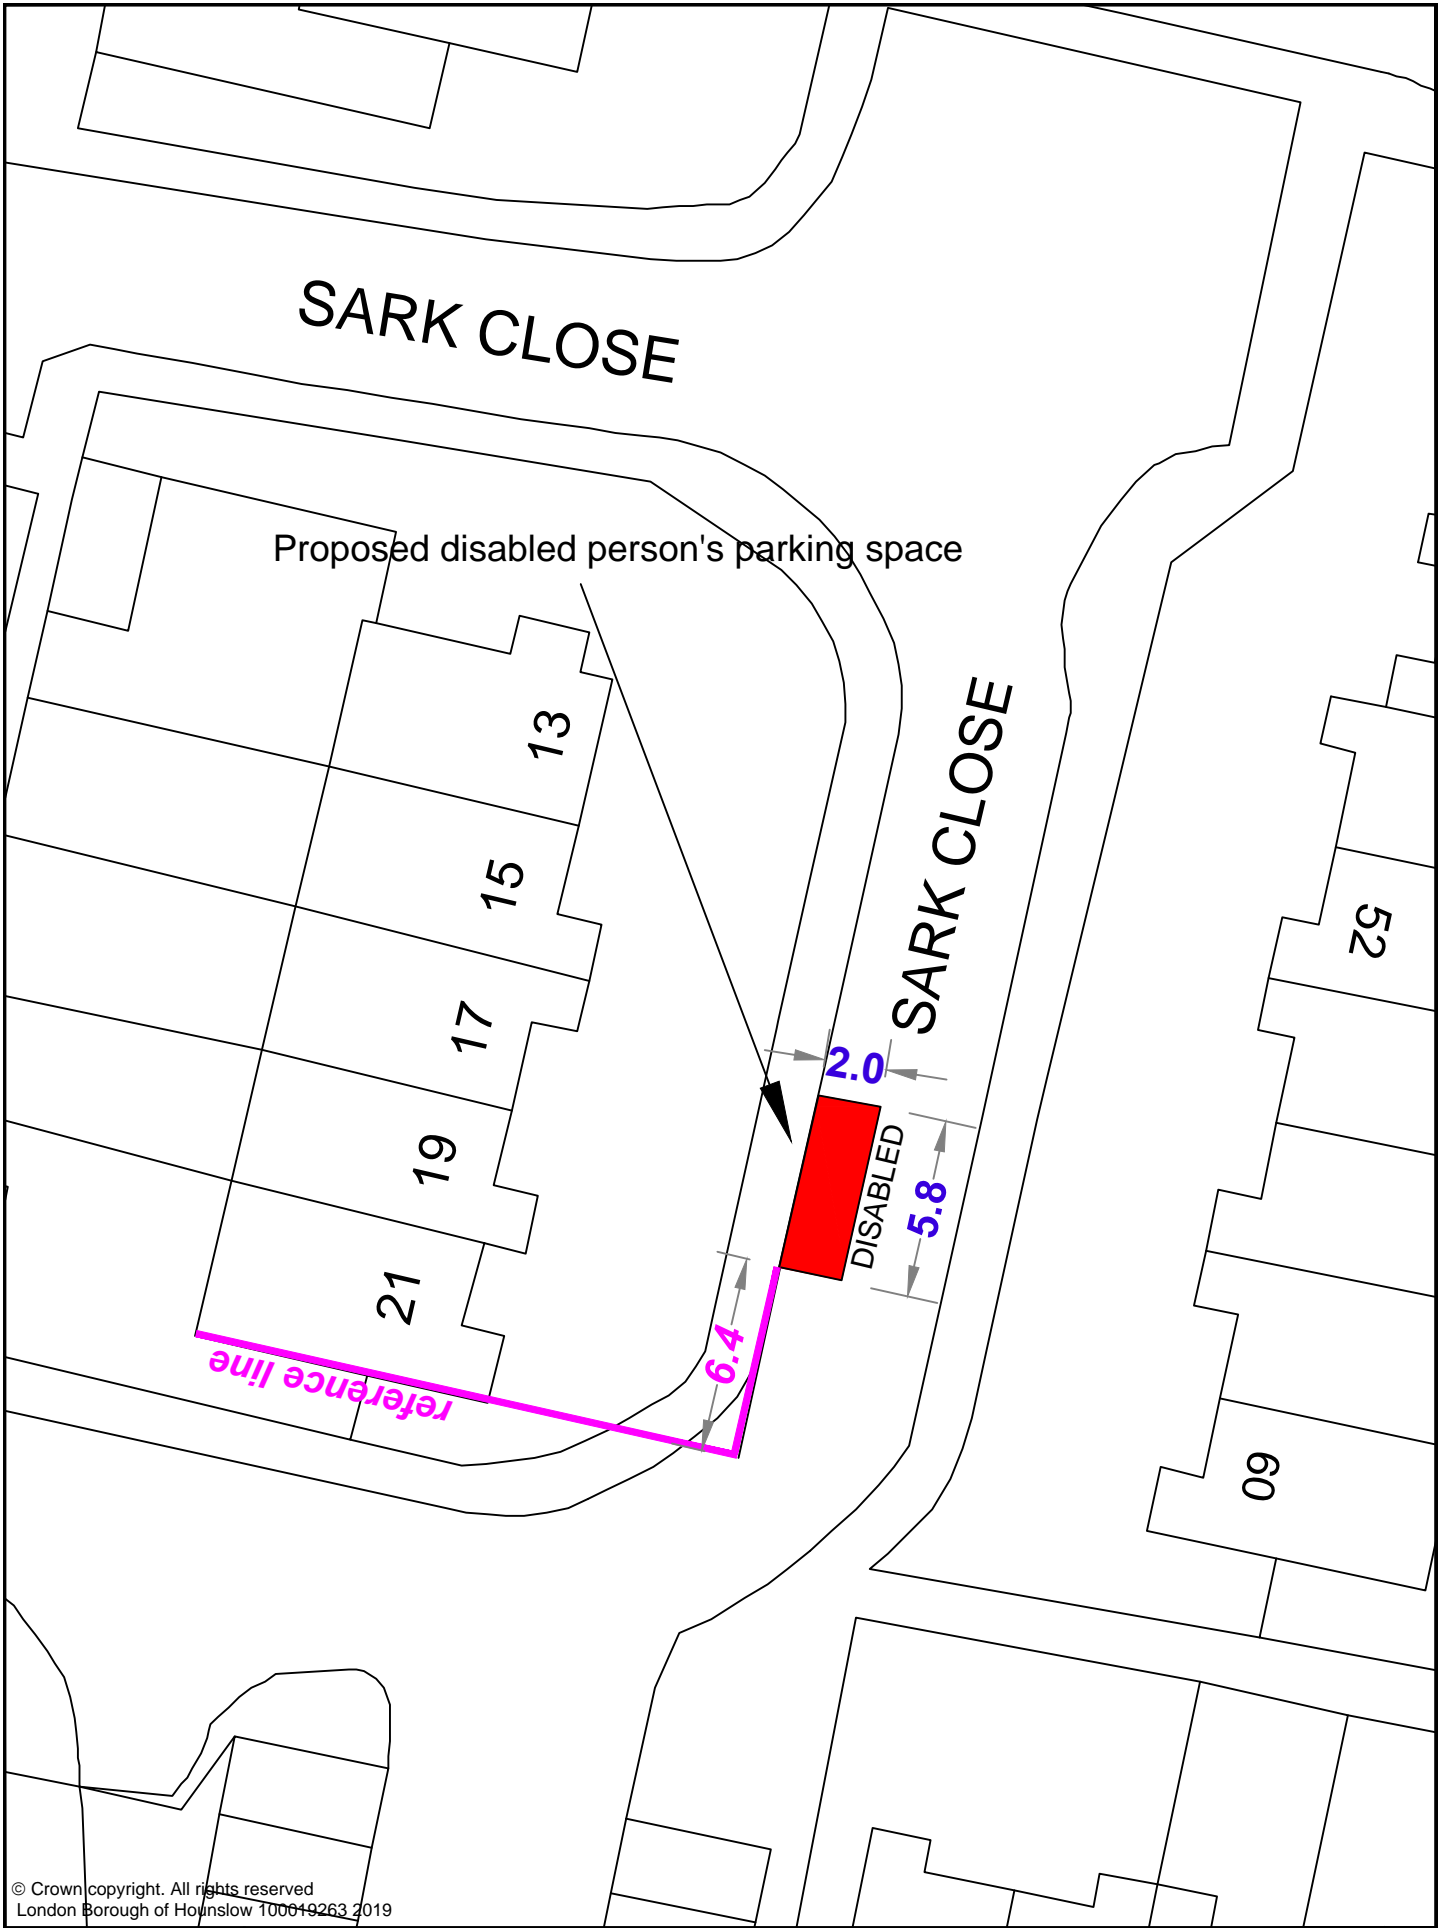 SARK CLOSE
Proposed disabled person's parking space
13
SARK CLOSE
15
52
17
2.0
DISABLED
19
5.8
21
6.4
reference line
60
© Crown copyright. All rights reserved
London Borough of Hounslow 100019263 2019